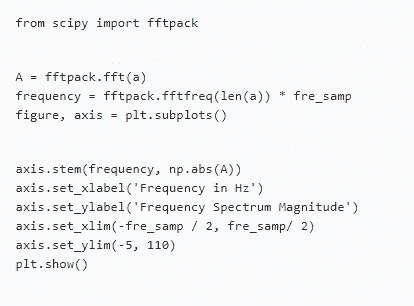 from scipy import fftpack
A = fftpack.fft(a)
frequency = fftpack.fftfreq(len(a)) * fre_samp
figure, axis = plt.subplots()
axis.stem(frequency, np.abs(A))
axis.set_xlabel('Frequency in Hz')
axis.set_ylabel('Frequency Spectrum Magnitude')
axis.set_xlim(-fre_samp / 2, fre_samp/ 2)
axis.set_ylim(-5, 110)
plt.show()